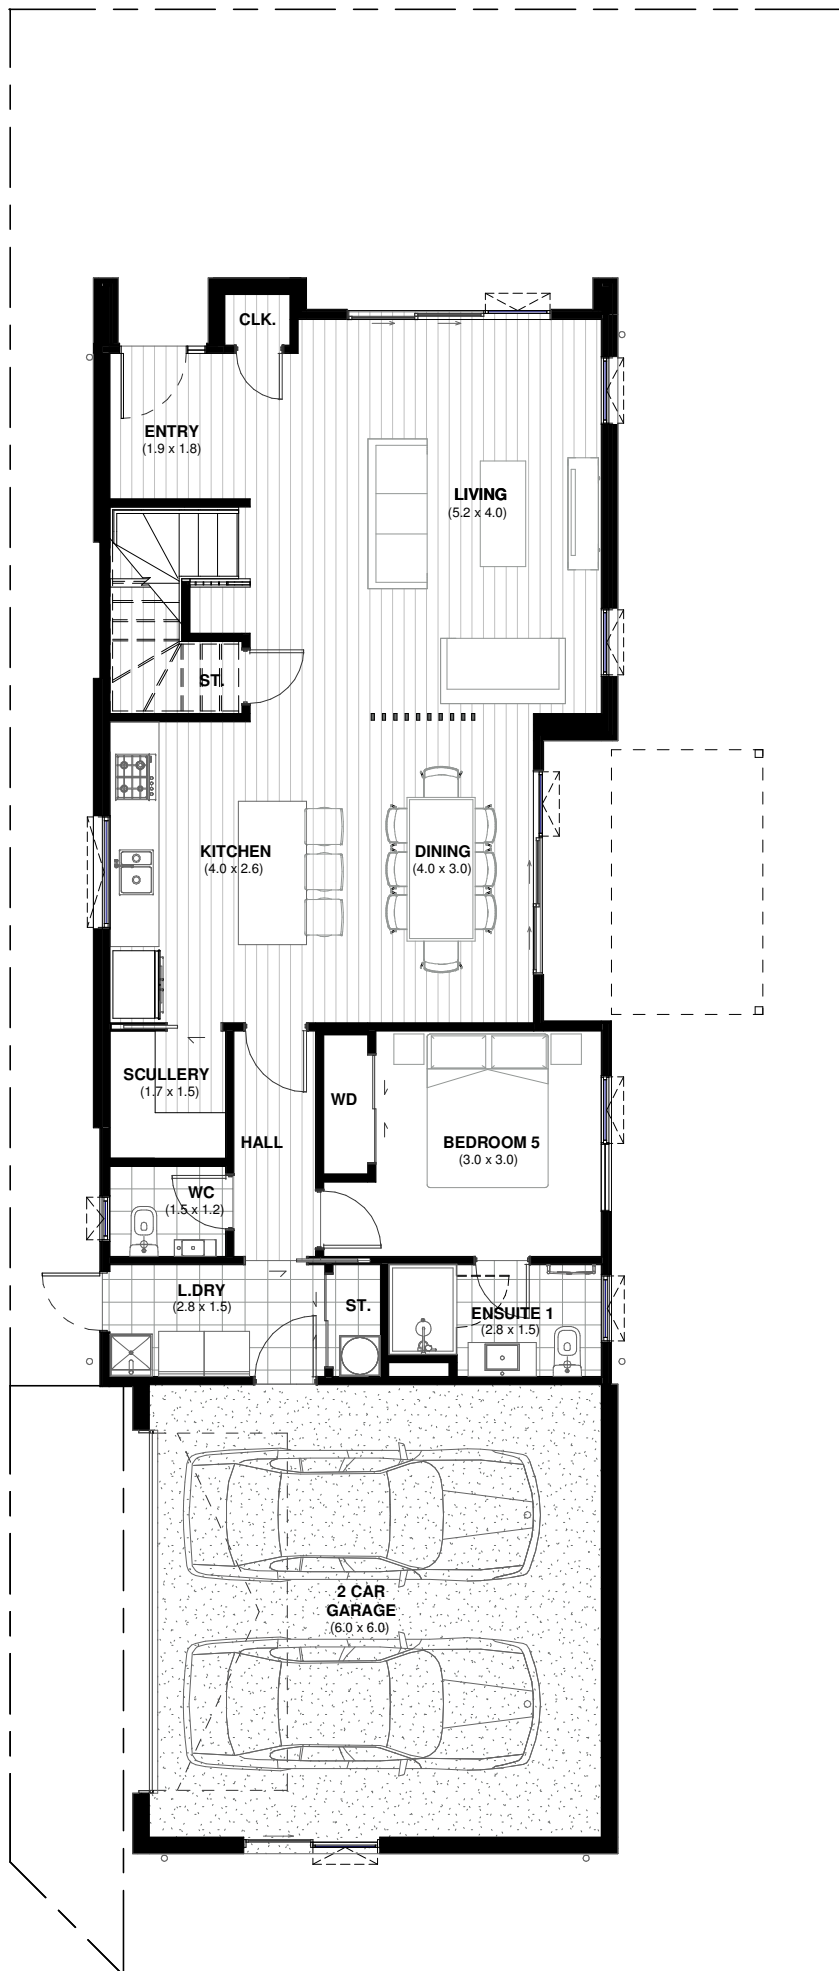 CLK.
ENTRY
(1.9 x 1.8)
LIVING
(5.2 x 4.0)
ST.
KITCHEN
(4.0 x 2.6)
DINING
(4.0 x 3.0)
SCULLERY
(1.7 x 1.5)
WD
HALL
BEDROOM 5
(3.0 x 3.0)
WC
(1.5 x 1.2)
L.DRY
(2.8 x 1.5)
ST.
ENSUITE 1
(2.8 x 1.5)
2 CAR
GARAGE
(6.0 x 6.0)